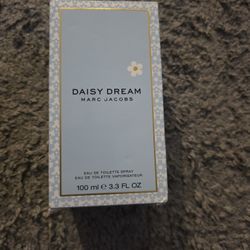 DAISY DREAM
MARC JACOBS
EAU DE TOILETTE SPRAY
EAU DE TOILETTE VAPORISATEUR
100 ml ℮ 3.3 FL OZ